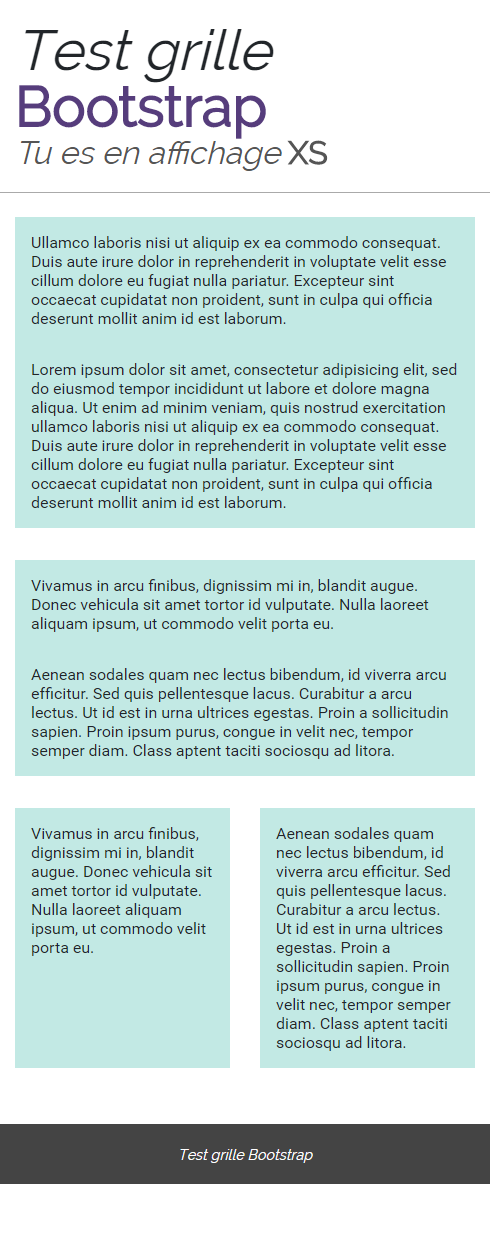 Test grille
Bootstrap
Tu es en affichage XS
Ullamco laboris nisi ut aliquip ex ea commodo consequat.
Duis aute irure dolor in reprehenderit in voluptate velit esse
cillum dolore eu fugiat nulla pariatur. Excepteur sint
occaecat cupidatat non proident, sunt in culpa qui officia
deserunt mollit anim id est laborum.
Lorem ipsum dolor sit amet, consectetur adipisicing elit, sed
do eiusmod tempor incididunt ut labore et dolore magna
aliqua. Ut enim ad minim veniam, quis nostrud exercitation
ullamco laboris nisi ut aliquip ex ea commodo consequat.
Duis aute irure dolor in reprehenderit in voluptate velit esse
cillum dolore eu fugiat nulla pariatur. Excepteur sint
occaecat cupidatat non proident, sunt in culpa qui officia
deserunt mollit anim id est laborum.
Vivamus in arcu finibus, dignissim mi in, blandit augue.
Donec vehicula sit amet tortor id vulputate. Nulla laoreet
aliquam ipsum, ut commodo velit porta eu.
Aenean sodales quam nec lectus bibendum, id viverra arcu
efficitur. Sed quis pellentesque lacus. Curabitur a arcu
lectus. Ut id est in urna ultrices egestas. Proin a sollicitudin
sapien. Proin ipsum purus, congue in velit nec, tempor
semper diam. Class aptent taciti sociosqu ad litora.
Vivamus in arcu finibus,
dignissim mi in, blandit
augue. Donec vehicula sit
amet tortor id vulputate.
Nulla laoreet aliquam
ipsum, ut commodo velit
porta eu.
Aenean sodales quam
nec lectus bibendum, id
viverra arcu efficitur. Sed
quis pellentesque lacus.
Curabitur a arcu lectus.
Ut id est in urna ultrices
egestas. Proin a
sollicitudin sapien. Proin
ipsum purus, congue in
velit nec, tempor semper
diam. Class aptent taciti
sociosqu ad litora.
Test grille Bootstrap